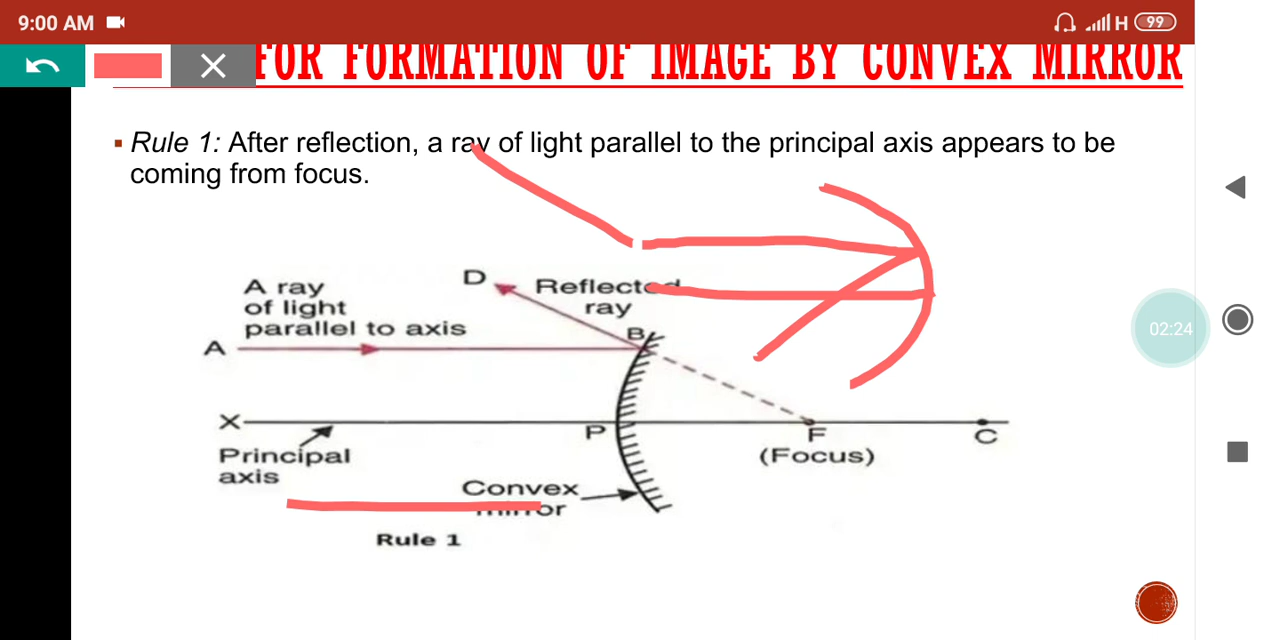 9:00 AM
H 99
FOR FORMATION OF IMAGE BY CONVEX MIRROR
▪ Rule 1: After reflection, a ray of light parallel to the principal axis appears to be
coming from focus.
A ray
of light
parallel to axis
D
Reflected
ray
B
A
02:24
X
P
F
C
Principal
axis
(Focus)
Convex
mirror
Rule 1